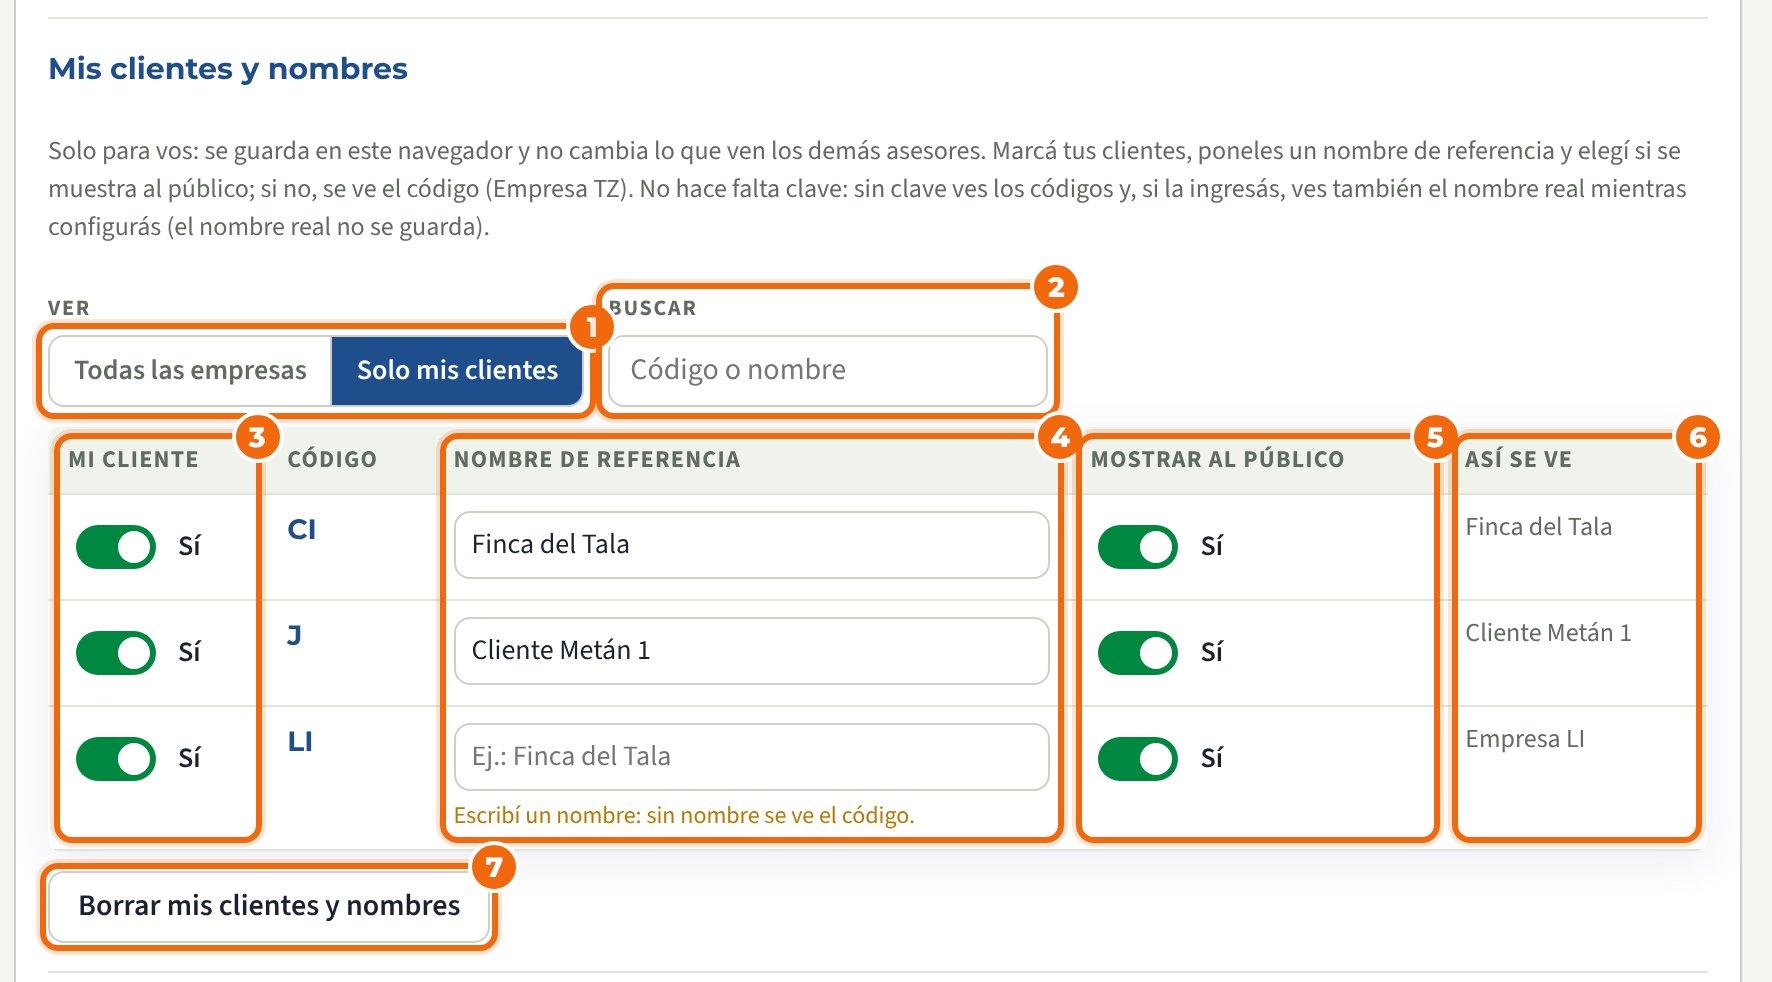 Mis clientes y nombres
Solo para vos: se guarda en este navegador y no cambia lo que ven los demás asesores. Marcá tus clientes, poneles un nombre de referencia y elegí si se
muestra al público; si no, se ve el código (Empresa TZ). No hace falta clave: sin clave ves los códigos y, si la ingresás, ves también el nombre real mientras
configurás (el nombre real no se guarda).
VER
BUSCAR
2
1
Todas las empresas
Solo mis clientes
Código o nombre
3
4
5
6
MI CLIENTE
CÓDIGO
NOMBRE DE REFERENCIA
MOSTRAR AL PÚBLICO
ASÍ SE VE
Sí
CI
Finca del Tala
Sí
Finca del Tala
Sí
J
Cliente Metán 1
Sí
Cliente Metán 1
Sí
LI
Ej.: Finca del Tala
Sí
Empresa LI
Escribí un nombre: sin nombre se ve el código.
7
Borrar mis clientes y nombres